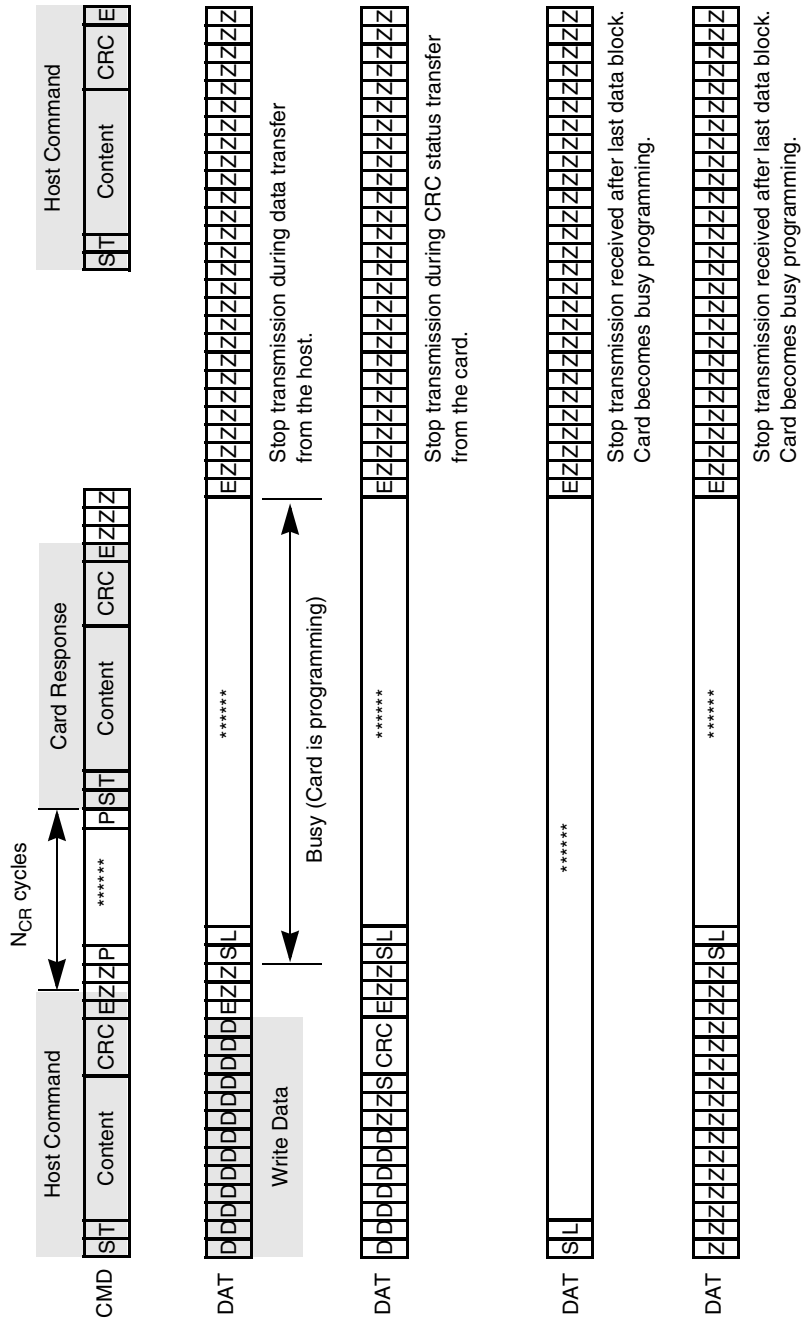 Host Command N_CR cycles Card Response Host Command
CMD S T Content CRC E Z Z P ****** P S T Content CRC E Z Z Z S T Content CRC E
DAT D D D D D D D D D D D D D E Z Z S L ****** E Z Z Z Z Z Z Z Z Z Z Z Z Z Z Z Z Z Z Z Z Z Z Z Z Z Z
Write Data
Busy (Card is programming)
Stop transmission during data transfer
from the host.
DAT D D D D D D D Z Z S CRC E Z Z S L ****** E Z Z Z Z Z Z Z Z Z Z Z Z Z Z Z Z Z Z Z Z Z Z Z Z Z Z
Stop transmission during CRC status transfer
from the card.
DAT S L ****** E Z Z Z Z Z Z Z Z Z Z Z Z Z Z Z Z Z Z Z Z Z Z Z Z Z Z
Stop transmission received after last data block.
Card becomes busy programming.
DAT Z Z Z Z Z Z Z Z Z Z Z Z Z Z Z Z S L ****** E Z Z Z Z Z Z Z Z Z Z Z Z Z Z Z Z Z Z Z Z Z Z Z Z Z Z
Stop transmission received after last data block.
Card becomes busy programming.